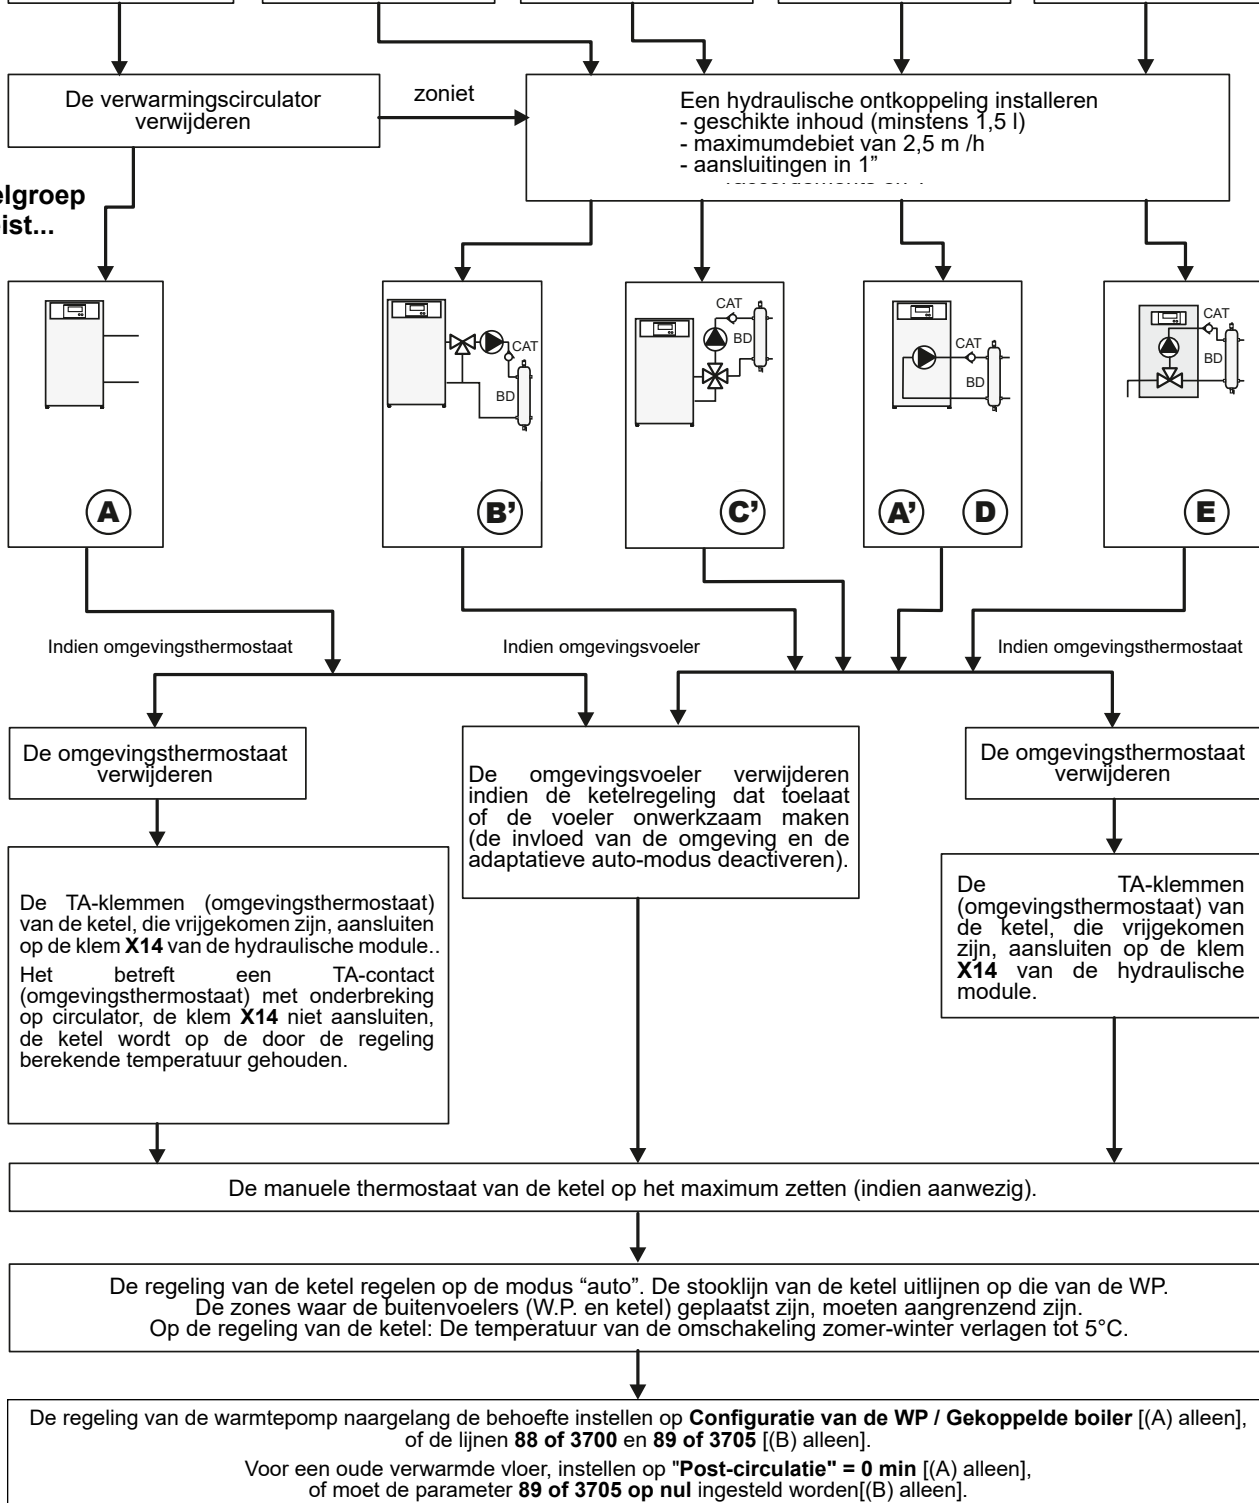 De verwarmingscirculator
verwijderen
zoniet
Een hydraulische ontkoppeling installeren
- geschikte inhoud (minstens 1,5 l)
- maximumdebiet van 2,5 m /h
- aansluitingen in 1”
elgroep
ist...
A
CAT
BD
B’
CAT
BD
C’
CAT
BD
A’
D
CAT
BD
E
Indien omgevingsthermostaat
Indien omgevingsvoeler
Indien omgevingsthermostaat
De omgevingsthermostaat
verwijderen
De omgevingsvoeler verwijderen
indien de ketelregeling dat toelaat
of de voeler onwerkzaam maken
(de invloed van de omgeving en de
adaptatieve auto-modus deactiveren).
De omgevingsthermostaat
verwijderen
De TA-klemmen (omgevingsthermostaat)
van de ketel, die vrijgekomen zijn, aansluiten
op de klem X14 van de hydraulische module..
Het betreft een TA-contact
(omgevingsthermostaat) met onderbreking
op circulator, de klem X14 niet aansluiten,
de ketel wordt op de door de regeling
berekende temperatuur gehouden.
De TA-klemmen
(omgevingsthermostaat) van
de ketel, die vrijgekomen
zijn, aansluiten op de klem
X14 van de hydraulische
module.
De manuele thermostaat van de ketel op het maximum zetten (indien aanwezig).
De regeling van de ketel regelen op de modus “auto”. De stooklijn van de ketel uitlijnen op die van de WP.
De zones waar de buitenvoelers (W.P. en ketel) geplaatst zijn, moeten aangrenzend zijn.
Op de regeling van de ketel: De temperatuur van de omschakeling zomer-winter verlagen tot 5°C.
De regeling van de warmtepomp naargelang de behoefte instellen op Configuratie van de WP / Gekoppelde boiler [(A) alleen],
of de lijnen 88 of 3700 en 89 of 3705 [(B) alleen].
Voor een oude verwarmde vloer, instellen op "Post-circulatie" = 0 min [(A) alleen],
of moet de parameter 89 of 3705 op nul ingesteld worden[(B) alleen].